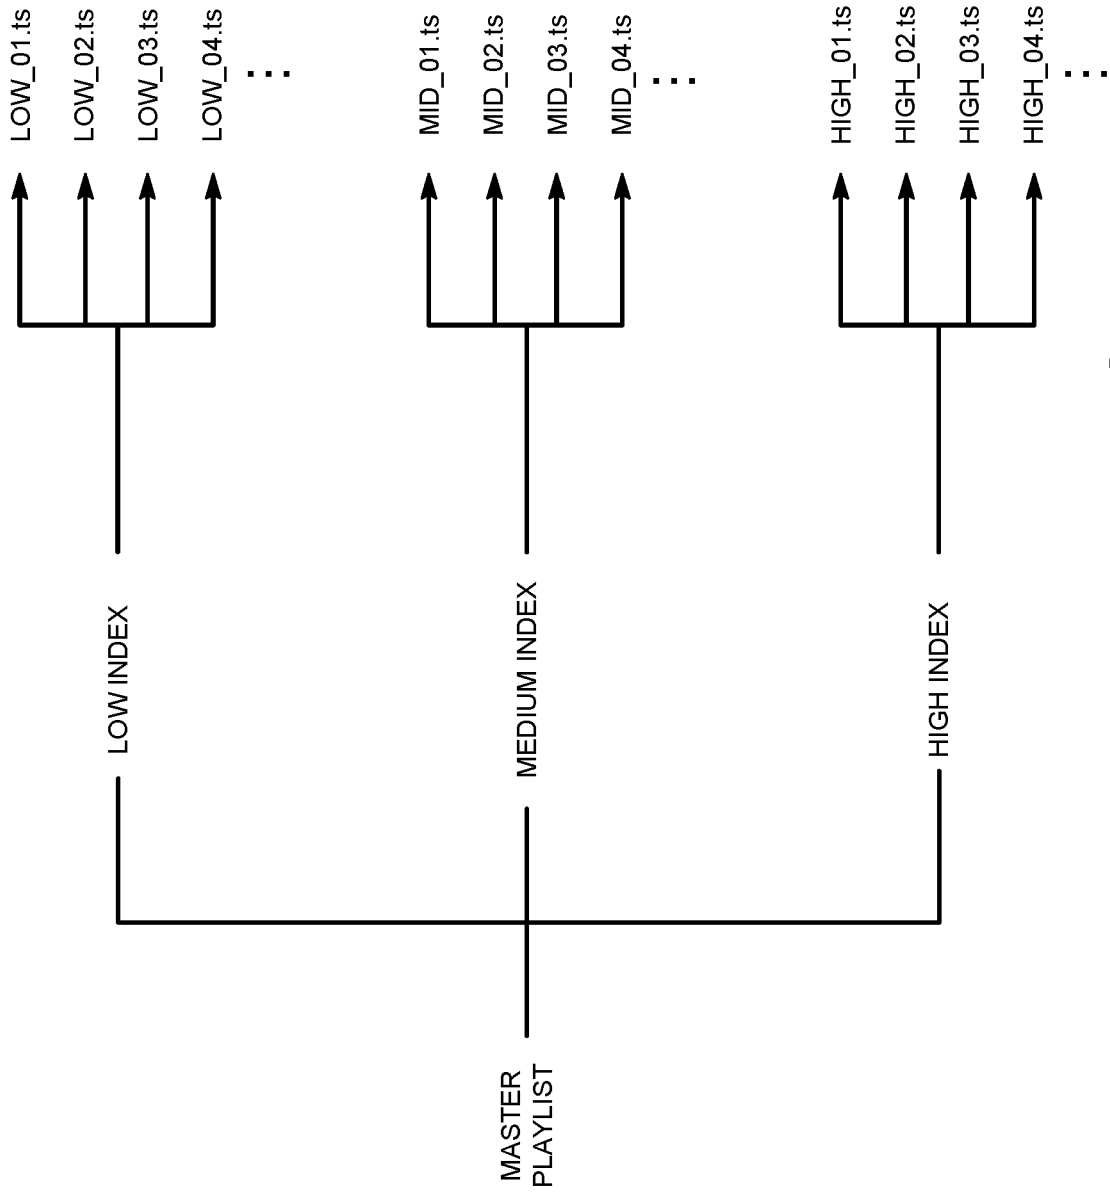 MASTER
PLAYLIST
LOW INDEX
LOW_01.ts
LOW_02.ts
LOW_03.ts
LOW_04.ts
...
MEDIUM INDEX
MID_01.ts
MID_02.ts
MID_03.ts
MID_04.ts
...
HIGH INDEX
HIGH_01.ts
HIGH_02.ts
HIGH_03.ts
HIGH_04.ts
...